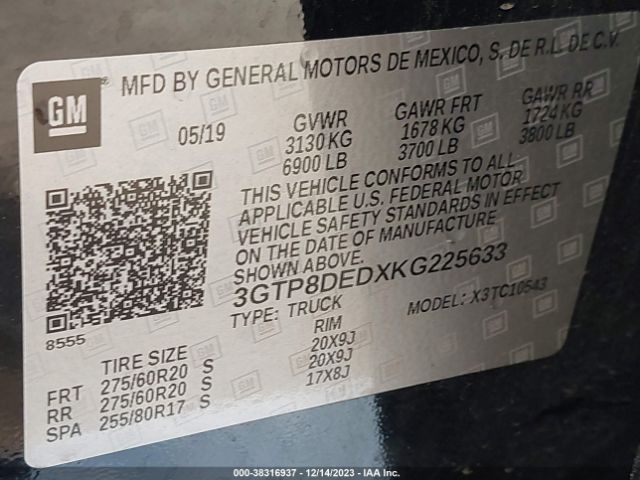 GM ® MFD BY GENERAL MOTORS DE MEXICO, S. DE R.L. DE C.V.
05/19 GVWR GAWR FRT GAWR RR
3130 KG 1678 KG 1724 KG
6900 LB 3700 LB 3800 LB
THIS VEHICLE CONFORMS TO ALL
APPLICABLE U.S. FEDERAL MOTOR
VEHICLE SAFETY STANDARDS IN EFFECT
ON THE DATE OF MANUFACTURE
SHOWN ABOVE.
3GTP8DEDXKG225633
8555 TYPE: TRUCK MODEL: X3TC10543
TIRE SIZE RIM
FRT 275/60R20 S 20X9J
RR 275/60R20 S 20X9J
SPA 255/80R17 S 17X8J
000-38316937 - 12/14/2023 - IAA Inc.